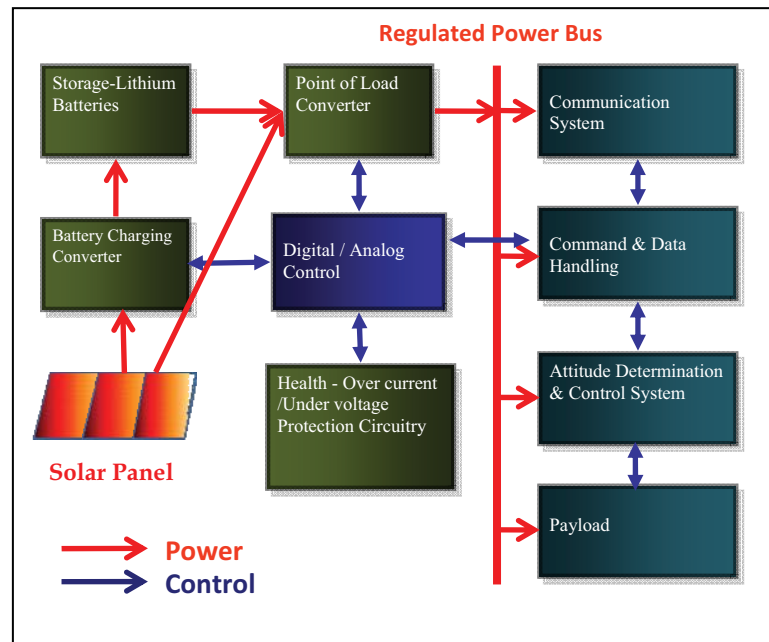 Regulated Power Bus
Storage-Lithium
Batteries
Point of Load
Converter
Communication
System
Battery Charging
Converter
Digital / Analog
Control
Command & Data
Handling
Health - Over current
/Under voltage
Protection Circuitry
Attitude Determination
& Control System
Solar Panel
Payload
Power
Control